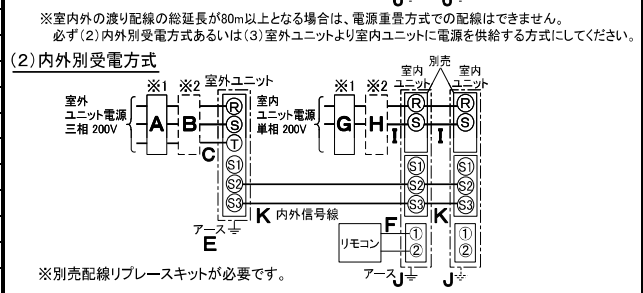 ※室内外の渡り配線の総延長が80m以上となる場合は、電源重畳方式での配線はできません。
必ず(2)内外別受電方式あるいは(3)室外ユニットより室内ユニットに電源を供給する方式にしてください。
(2)内外別受電方式
※1 ※2 室外ユニット
※1 ※2 室内ユニット 別売 室内ユニット
室外ユニット電源
三相 200V
A B C
R
S
T
S1
S2
S3
アース
E
室内ユニット電源
単相 200V
G H I I
R
S
S1
S2
S3
①
②
R
S
S1
S2
S3
①
②
K 内外信号線 K
F
リモコン
アース J J
※別売配線リプレースキットが必要です。